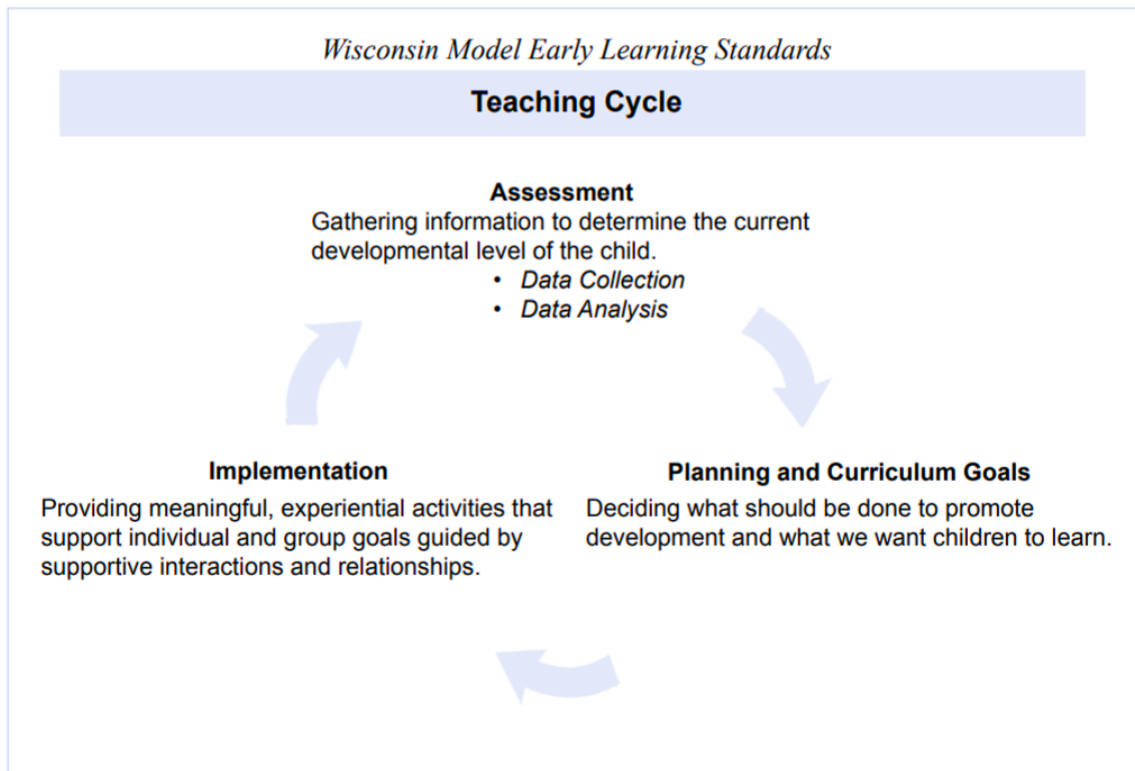 Wisconsin Model Early Learning Standards
Teaching Cycle
Assessment
Gathering information to determine the current
developmental level of the child.
• Data Collection
• Data Analysis
Implementation
Providing meaningful, experiential activities that
support individual and group goals guided by
supportive interactions and relationships.
Planning and Curriculum Goals
Deciding what should be done to promote
development and what we want children to learn.